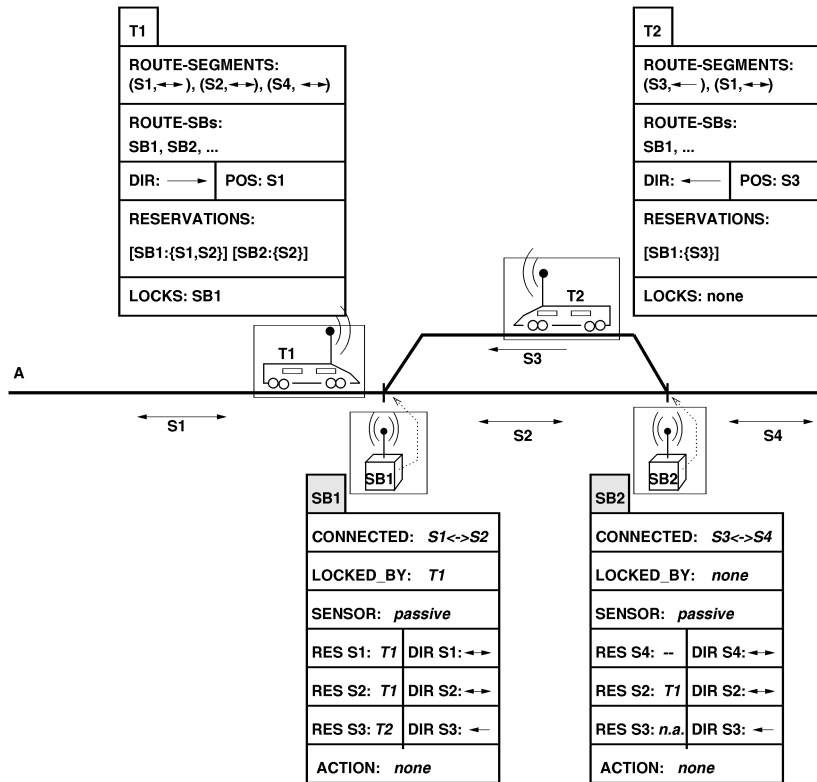 T1
ROUTE-SEGMENTS:
(S1,↔), (S2,↔), (S4, ↔)
ROUTE-SBs:
SB1, SB2, ...
DIR: → POS: S1
RESERVATIONS:
[SB1:{S1,S2}] [SB2:{S2}]
LOCKS: SB1
T2
ROUTE-SEGMENTS:
(S3,←), (S1,↔)
ROUTE-SBs:
SB1, ...
DIR: ← POS: S3
RESERVATIONS:
[SB1:{S3}]
LOCKS: none
T2
T1
S3
A
S1
S2
S4
SB1
SB2
SB1
CONNECTED: S1<->S2
LOCKED_BY: T1
SENSOR: passive
RES S1: T1 DIR S1: ↔
RES S2: T1 DIR S2: ↔
RES S3: T2 DIR S3: ←
ACTION: none
SB2
CONNECTED: S3<->S4
LOCKED_BY: none
SENSOR: passive
RES S4: -- DIR S4: ↔
RES S2: T1 DIR S2: ↔
RES S3: n.a. DIR S3: ←
ACTION: none